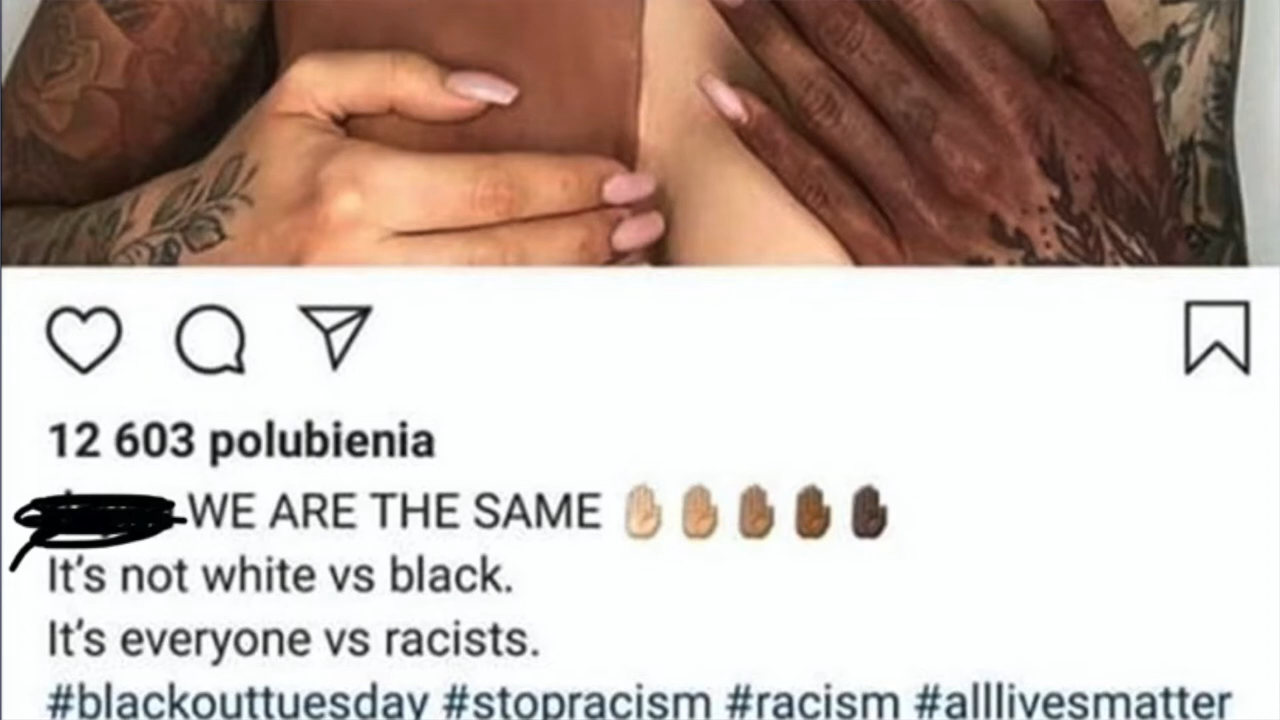 12 603 polubienia
WE ARE THE SAME 🖐🏻🖐🏼🖐🏽🖐🏾🖐🏿
It's not white vs black.
It's everyone vs racists.
#blackouttuesday #stopracism #racism #alllivesmatter